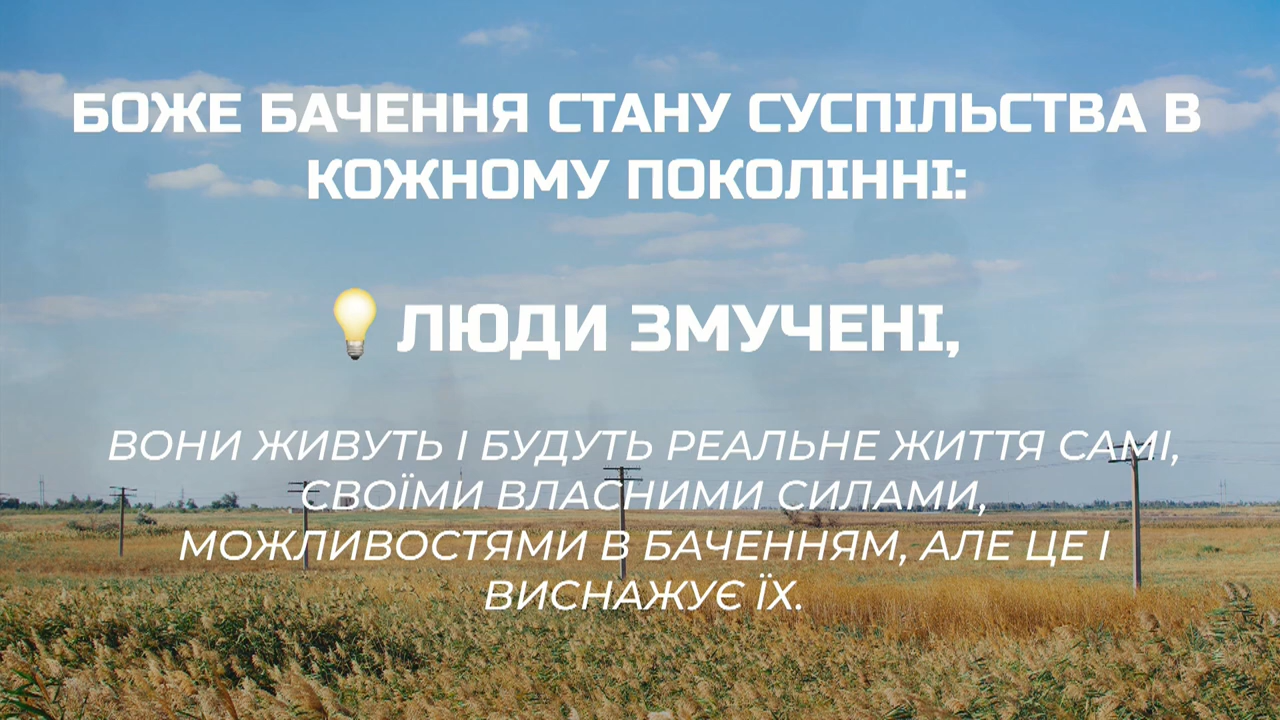 БОЖЕ БАЧЕННЯ СТАНУ СУСПІЛЬСТВА В
КОЖНОМУ ПОКОЛІННІ:
💡 ЛЮДИ ЗМУЧЕНІ,
ВОНИ ЖИВУТЬ І БУДУТЬ РЕАЛЬНЕ ЖИТТЯ САМІ,
СВОЇМИ ВЛАСНИМИ СИЛАМИ,
МОЖЛИВОСТЯМИ В БАЧЕННЯМ, АЛЕ ЦЕ І
ВИСНАЖУЄ ЇХ.